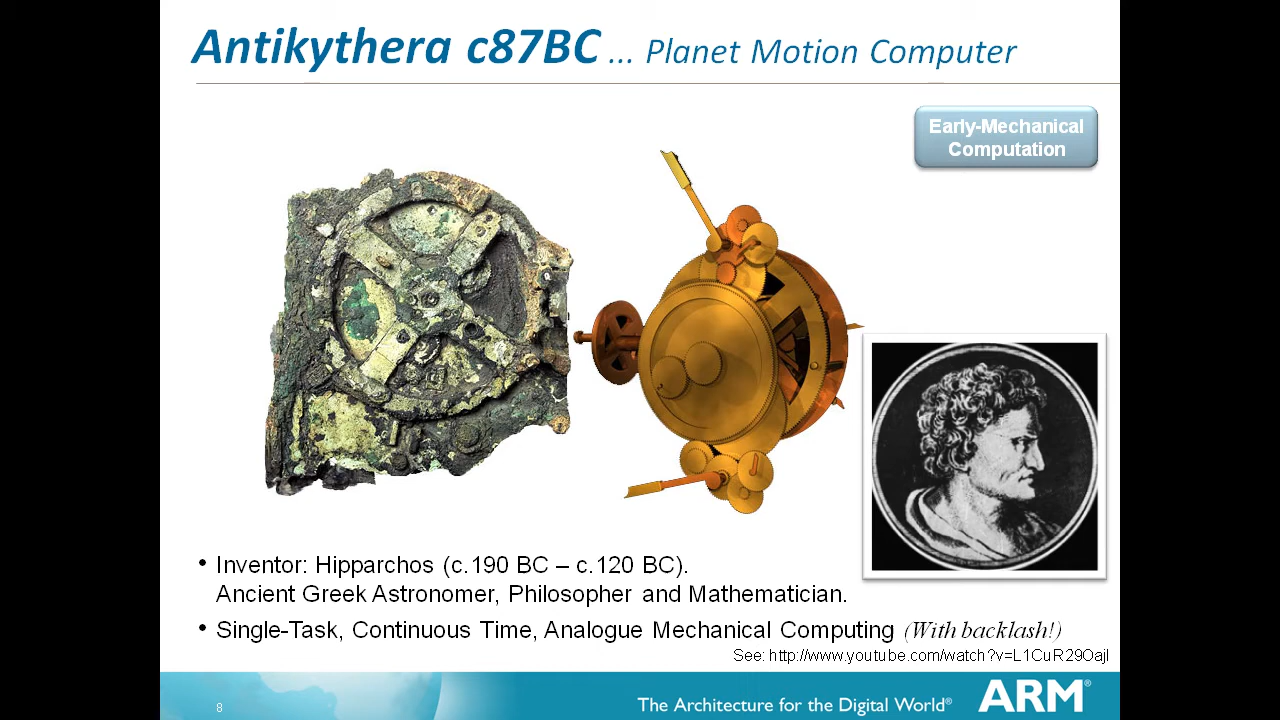 Antikythera c87BC ... Planet Motion Computer
Early-Mechanical
Computation
• Inventor: Hipparchos (c.190 BC – c.120 BC).
Ancient Greek Astronomer, Philosopher and Mathematician.
• Single-Task, Continuous Time, Analogue Mechanical Computing (With backlash!)
See: http://www.youtube.com/watch?v=L1CuR29OajI
8
The Architecture for the Digital World®
ARM®